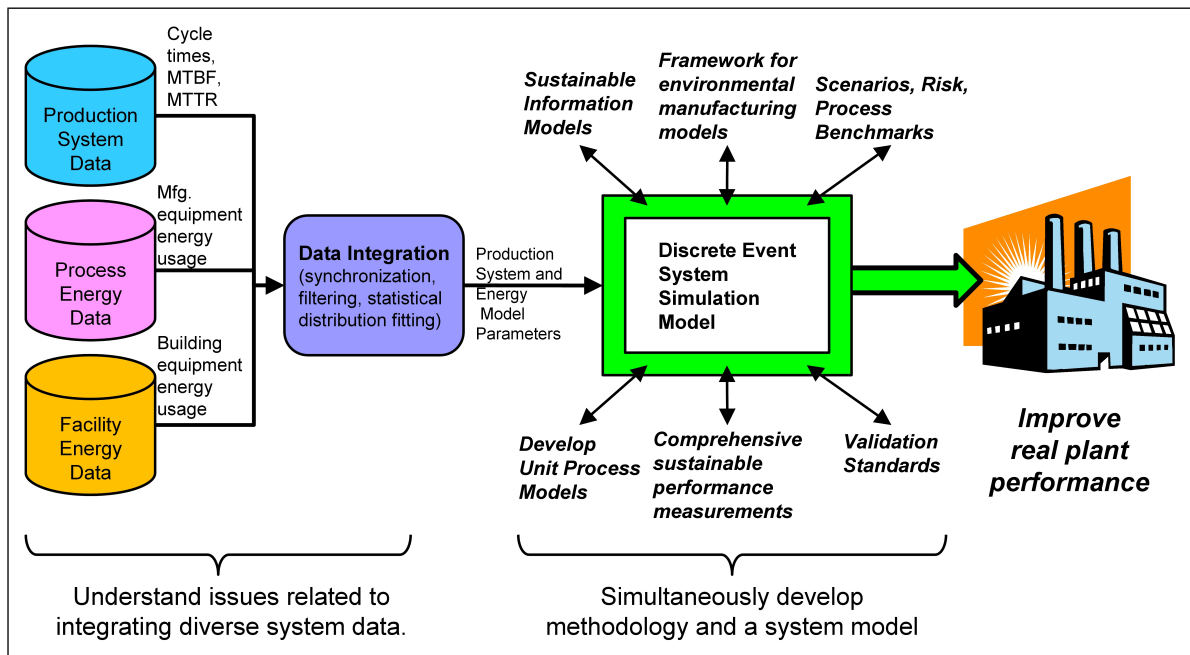 Cycle
times,
MTBF,
MTTR
Production
System
Data
Mfg.
equipment
energy
usage
Process
Energy
Data
Building
equipment
energy
usage
Facility
Energy
Data
Data Integration
(synchronization,
filtering, statistical
distribution fitting)
Production
System and
Energy
Model
Parameters
Sustainable
Information
Models
Framework for
environmental
manufacturing
models
Scenarios, Risk,
Process
Benchmarks
Discrete Event
System
Simulation
Model
Develop
Unit Process
Models
Comprehensive
sustainable
performance
measurements
Validation
Standards
Improve
real plant
performance
Understand issues related to
integrating diverse system data.
Simultaneously develop
methodology and a system model